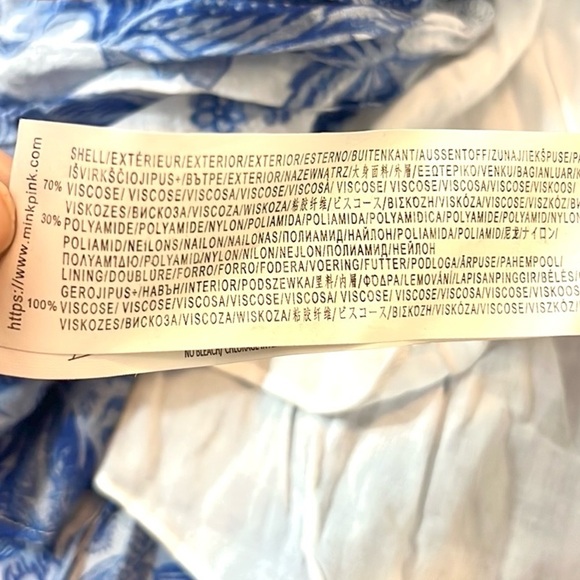 https://www.minkpink.com
SHELL/EXTÉRIEUR/EXTERIOR/EXTERIOR/ESTERNO/BUITENKANT/AUSSENTOFF/ZUNAJ/IEKŠPUSE/
IŠVIRKŠČIOJIPUS+/ВЪТРЕ/EXTERIOR/NAZEWNATRZ/大身面料/外層/ΕΞΩΤΕΡΙΚΟ/VENKU/BAGIANLUAR/
70% VISCOSE/ VISCOSE/VISCOSA/VISCOSA/VISCOSA/ VISCOSE/ VISCOSE/VISCOZA/VISCOSE/VISKOOS/
VISKOZES/ВИСКОЗА/VISCOZA/WISKOZA/粘胶纤维/ビスコース/ΒΙΣΚΟΖΗ/VISKÓZA/VISCOSE/VISZKÓZ/
30% POLYAMIDE/POLYAMIDE/NYLON/POLIAMIDA/POLIAMIDA/POLYAMIDICA/POLYAMIDE/POLYAMID/NYLON
POLIAMID/NEILONS/NAILON/NAILONAS/ПОЛИАМИД/НАЙЛОН/POLIAMIDA/POLIAMID/尼龙/ナイロン/
ΠΟΛΥΑΜΊΔΙΟ/POLYAMID/NYLON/NILON/NEJLON/ПОЛИАМИД/НЕЙЛОН
LINING/DOUBLURE/FORRO/FORRO/FODERA/VOERING/FUTTER/PODLOGA/ĀRPUSE/PAHEMPOOL/
GEROJIPUS+/НАВЪН/INTERIOR/PODSZEWKA/里料/内層/ΦΌΔΡΑ/LEMOVÁNÍ/LAPISANPINGGIR/BÉLÉS/
100% VISCOSE/ VISCOSE/VISCOSA/VISCOSA/VISCOSA/ VISCOSE/ VISCOSE/VISCOZA/VISCOSE/VISKOOS
VISKOZES/ВИСКОЗА/VISCOZA/WISKOZA/粘胶纤维/ビスコース/ΒΙΣΚΟΖΗ/VISKÓZA/VISCOSE/VISZKÓZ/
NO BLEACH/